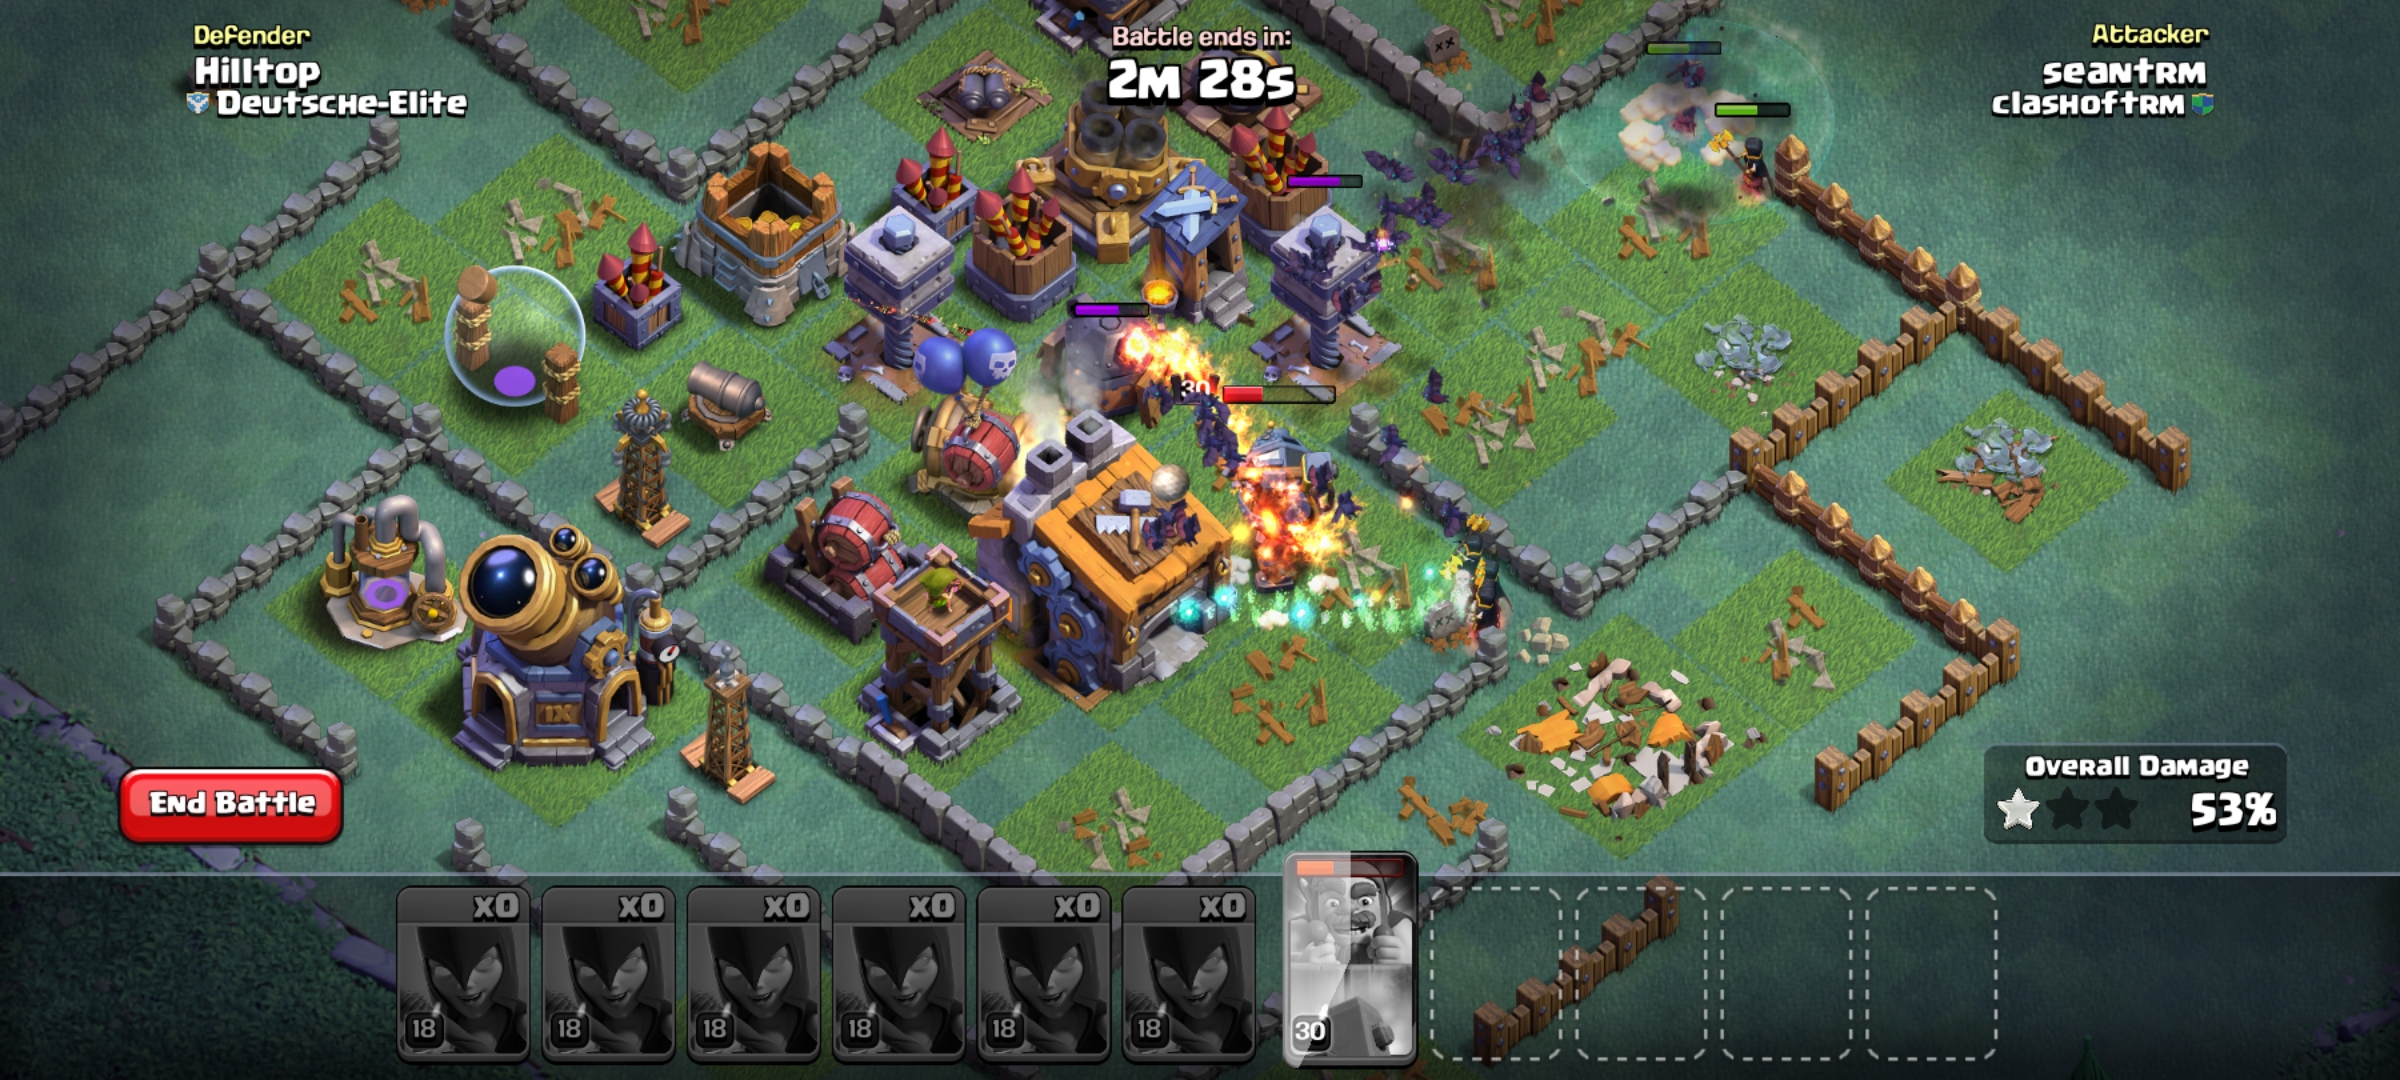 Defender
Hilltop
Deutsche-Elite
Battle ends in:
2M 28s
Attacker
seantRM
clashoftRM
30
IX
End Battle
Overall Damage
53%
x0
x0
x0
x0
x0
x0
18
18
18
18
18
18
30